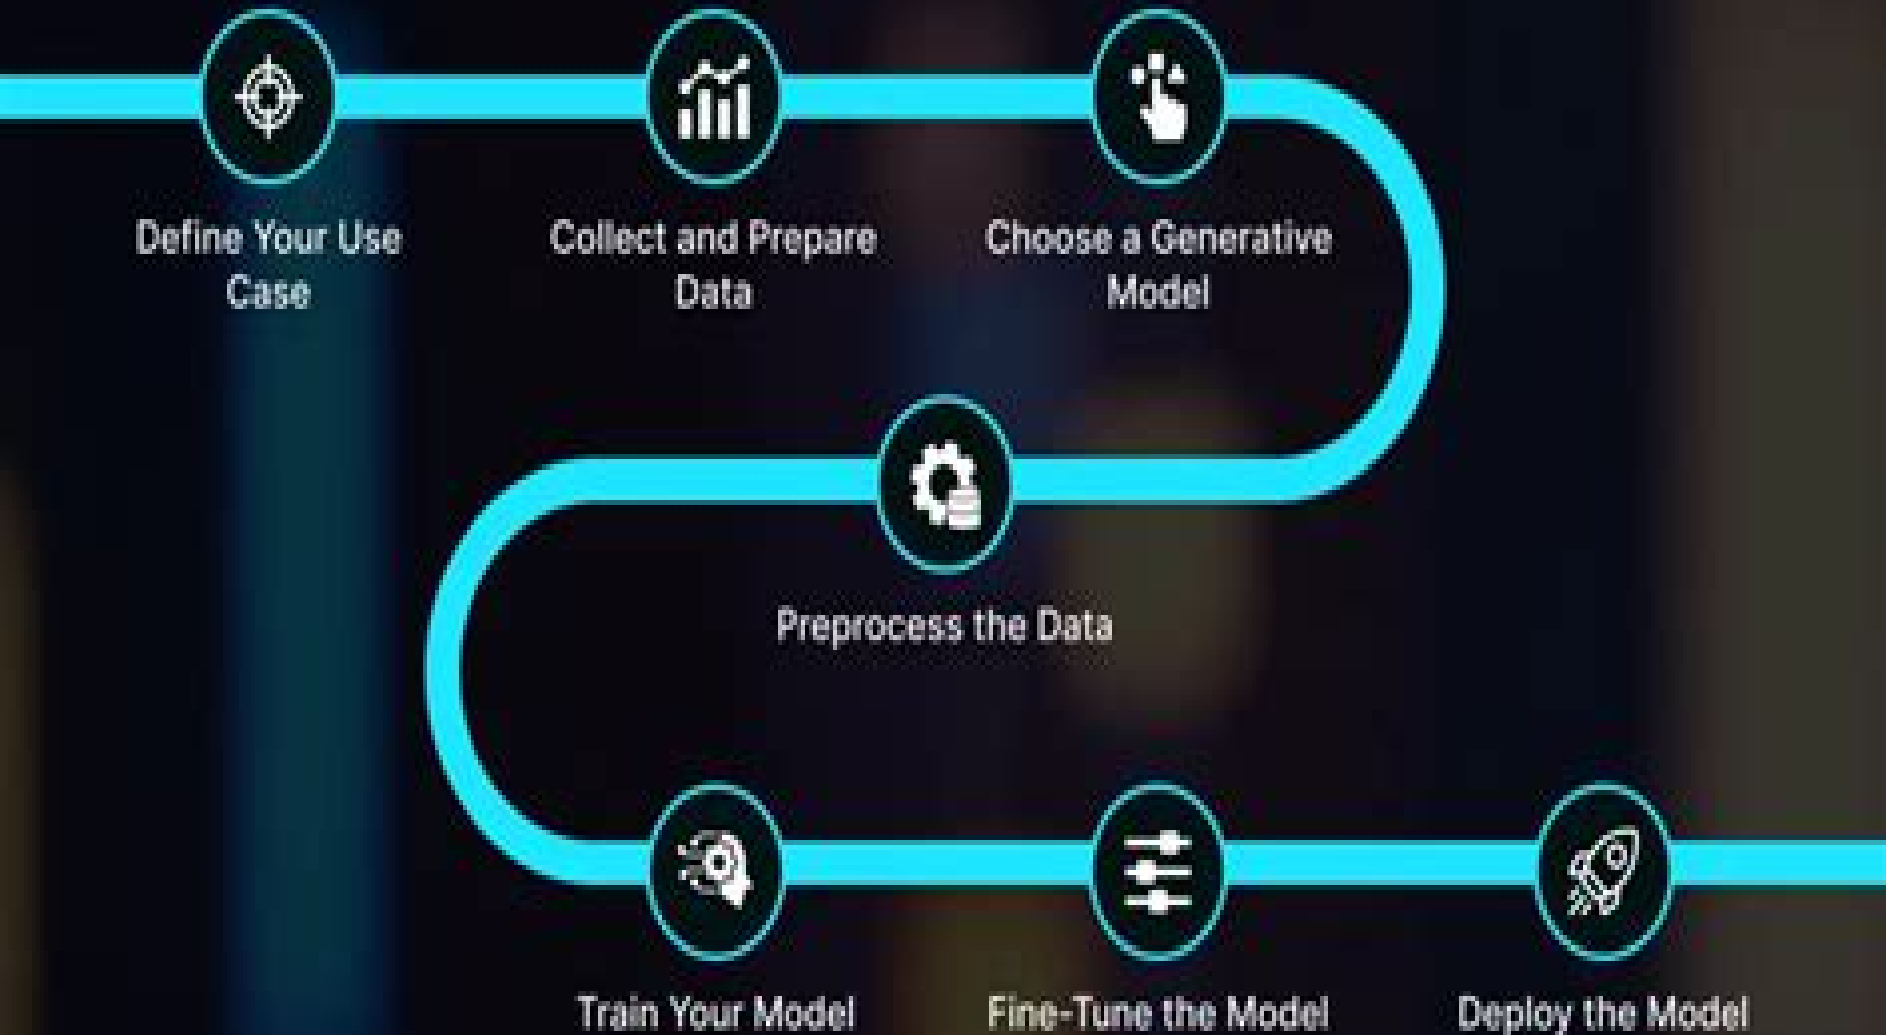 Define Your Use
Case
Collect and Prepare
Data
Choose a Generative
Model
Preprocess the Data
Train Your Model
Fine-Tune the Model
Deploy the Model